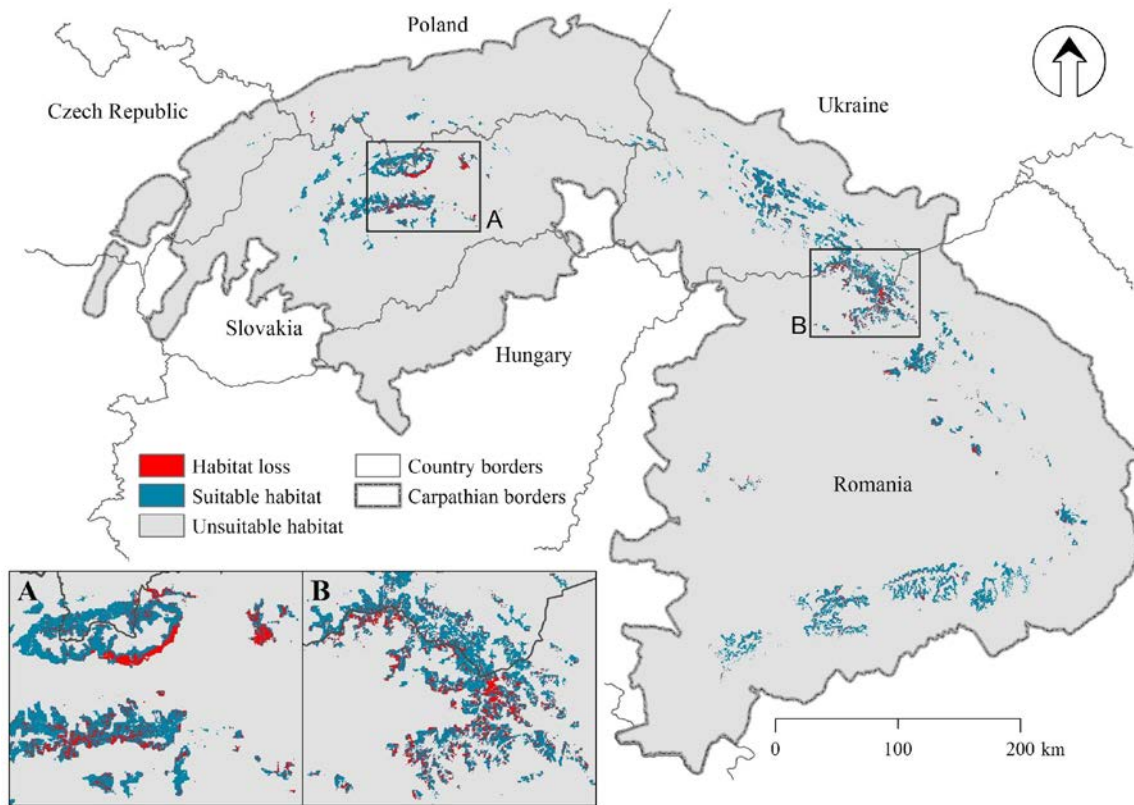 Poland
Czech Republic
Ukraine
A
Slovakia
B
Hungary
Habitat loss
Country borders
Suitable habitat
Carpathian borders
Unsuitable habitat
Romania
A
B
0 100 200 km